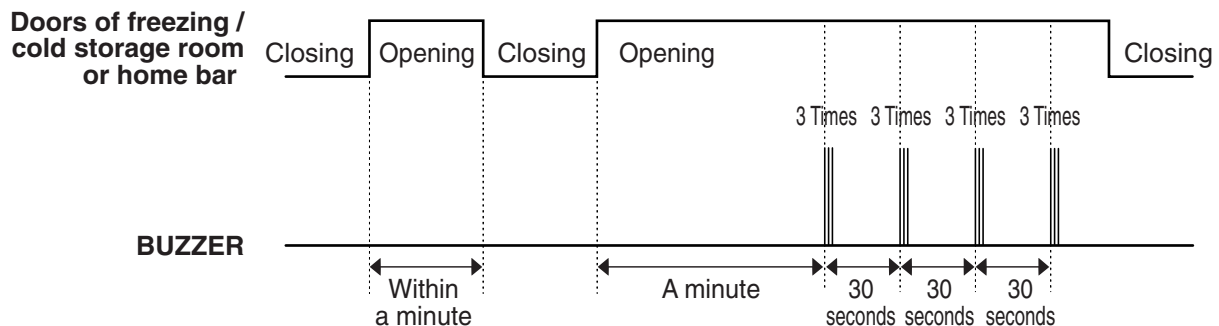 Doors of freezing /
cold storage room
or home bar
Closing Opening Closing Opening Closing
3 Times 3 Times 3 Times 3 Times
BUZZER
Within
a minute
A minute
30
seconds
30
seconds
30
seconds